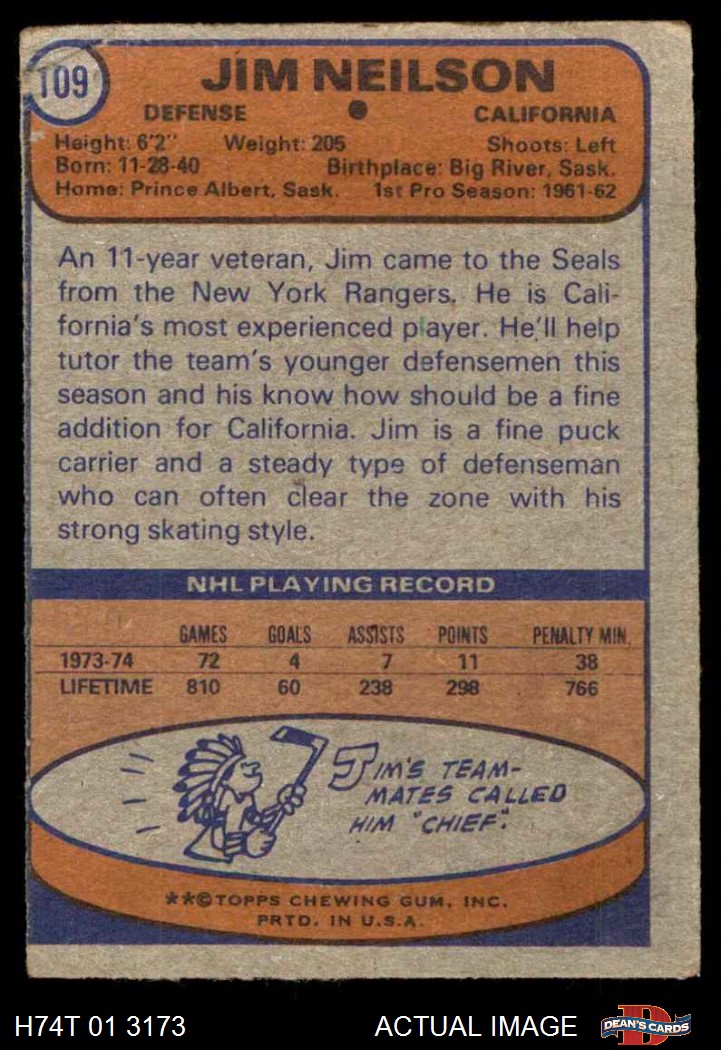 109
JIM NEILSON
DEFENSE ● CALIFORNIA
Height: 6'2" Weight: 205 Shoots: Left
Born: 11-28-40 Birthplace: Big River, Sask.
Home: Prince Albert, Sask. 1st Pro Season: 1961-62
An 11-year veteran, Jim came to the Seals
from the New York Rangers. He is Cali-
fornia's most experienced player. He'll help
tutor the team's younger defensemen this
season and his know how should be a fine
addition for California. Jim is a fine puck
carrier and a steady type of defenseman
who can often clear the zone with his
strong skating style.
NHL PLAYING RECORD
GAMES GOALS ASSISTS POINTS PENALTY MIN.
1973-74 72 4 7 11 38
LIFETIME 810 60 238 298 766
JIM'S TEAM-
MATES CALLED
HIM "CHIEF".
**©TOPPS CHEWING GUM, INC.
PRTD. IN U.S.A.
H74T 01 3173 ACTUAL IMAGE D DEAN'S CARDS